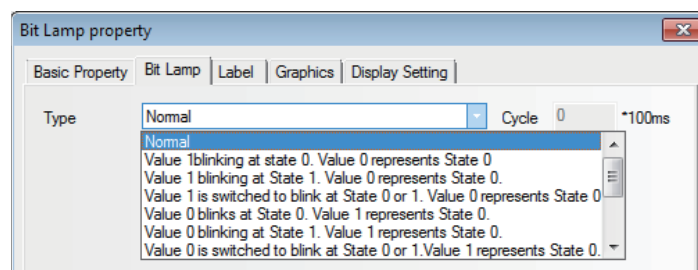 Bit Lamp property
Basic Property Bit Lamp Label Graphics Display Setting
Type Normal Cycle 0 *100ms
Normal
Value 1blinking at state 0. Value 0 represents State 0
Value 1 blinking at State 1. Value 0 represents State 0.
Value 1 is switched to blink at State 0 or 1. Value 0 represents State 0
Value 0 blinks at State 0. Value 1 represents State 0.
Value 0 blinking at State 1. Value 1 represents State 0.
Value 0 is switched to blink at State 0 or 1.Value 1 represents State 0.